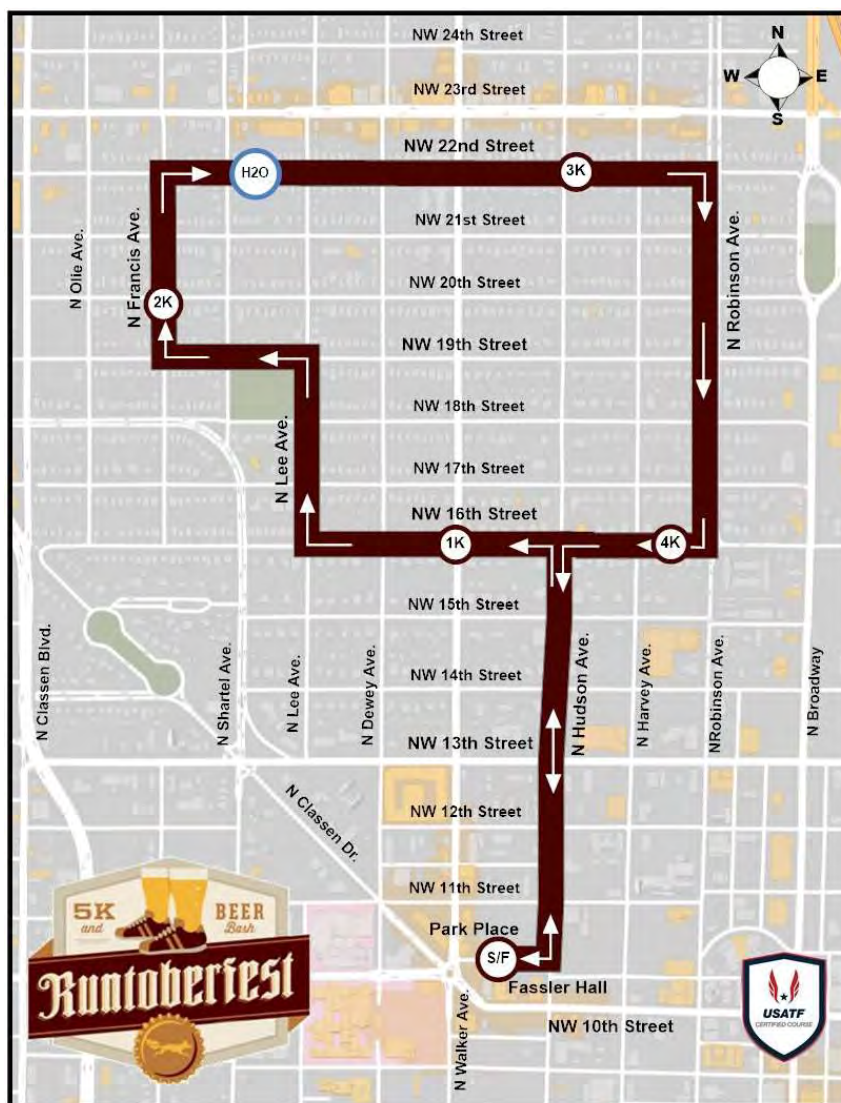 NW 24th Street
N
W
E
S
NW 23rd Street
NW 22nd Street
H2O
3K
NW 21st Street
N Olie Ave.
N Francis Ave.
NW 20th Street
N Robinson Ave.
2K
NW 19th Street
NW 18th Street
N Lee Ave.
NW 17th Street
NW 16th Street
1K
4K
NW 15th Street
N Classen Blvd.
N Shartel Ave.
N Lee Ave.
N Dewey Ave.
NW 14th Street
N Hudson Ave.
N Harvey Ave.
NRobinson Ave.
N Broadway
NW 13th Street
N Classen Dr.
NW 12th Street
NW 11th Street
Park Place
S/F
Fassler Hall
NW 10th Street
N Walker Ave.
5K
and
BEER
Bash
Runtoberfest
USATF
CERTIFIED COURSE